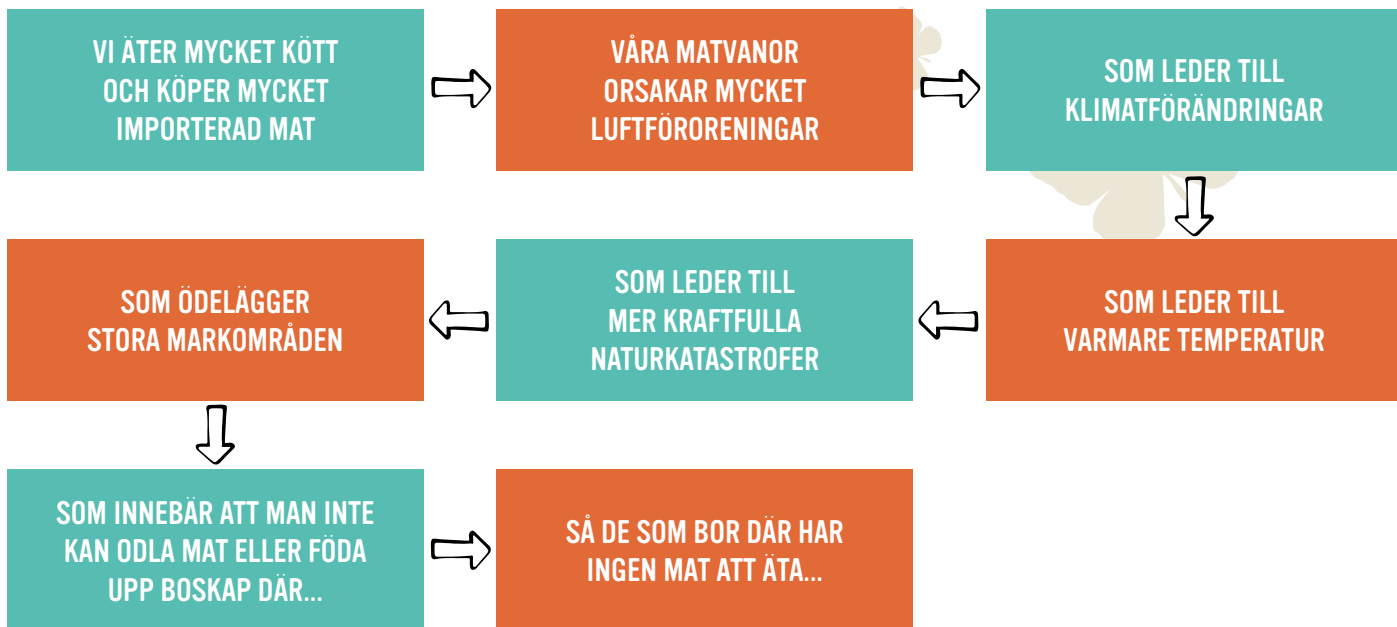 VI ÄTER MYCKET KÖTT
OCH KÖPER MYCKET
IMPORTERAD MAT
VÅRA MATVANOR
ORSAKAR MYCKET
LUFTFÖRORENINGAR
SOM LEDER TILL
KLIMATFÖRÄNDRINGAR
SOM LEDER TILL
VARMARE TEMPERATUR
SOM LEDER TILL
MER KRAFTFULLA
NATURKATASTROFER
SOM ÖDELÄGGER
STORA MARKOMRÅDEN
SOM INNEBÄR ATT MAN INTE
KAN ODLA MAT ELLER FÖDA
UPP BOSKAP DÄR...
SÅ DE SOM BOR DÄR HAR
INGEN MAT ATT ÄTA...